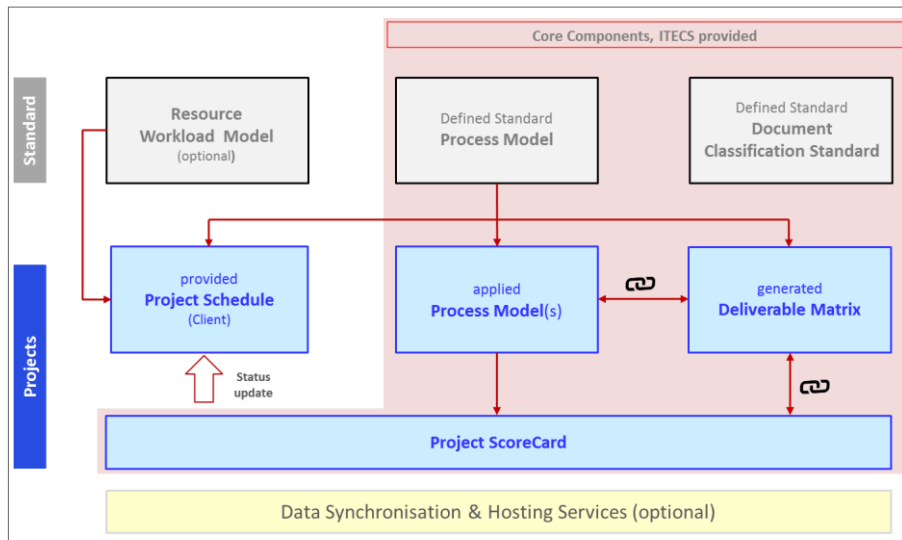 Core Components, ITECS provided
Standard
Resource
Workload Model
(optional)
Defined Standard
Process Model
Defined Standard
Document
Classification Standard
Projects
provided
Project Schedule
(Client)
applied
Process Model(s)
generated
Deliverable Matrix
Status
update
Project ScoreCard
Data Synchronisation & Hosting Services (optional)